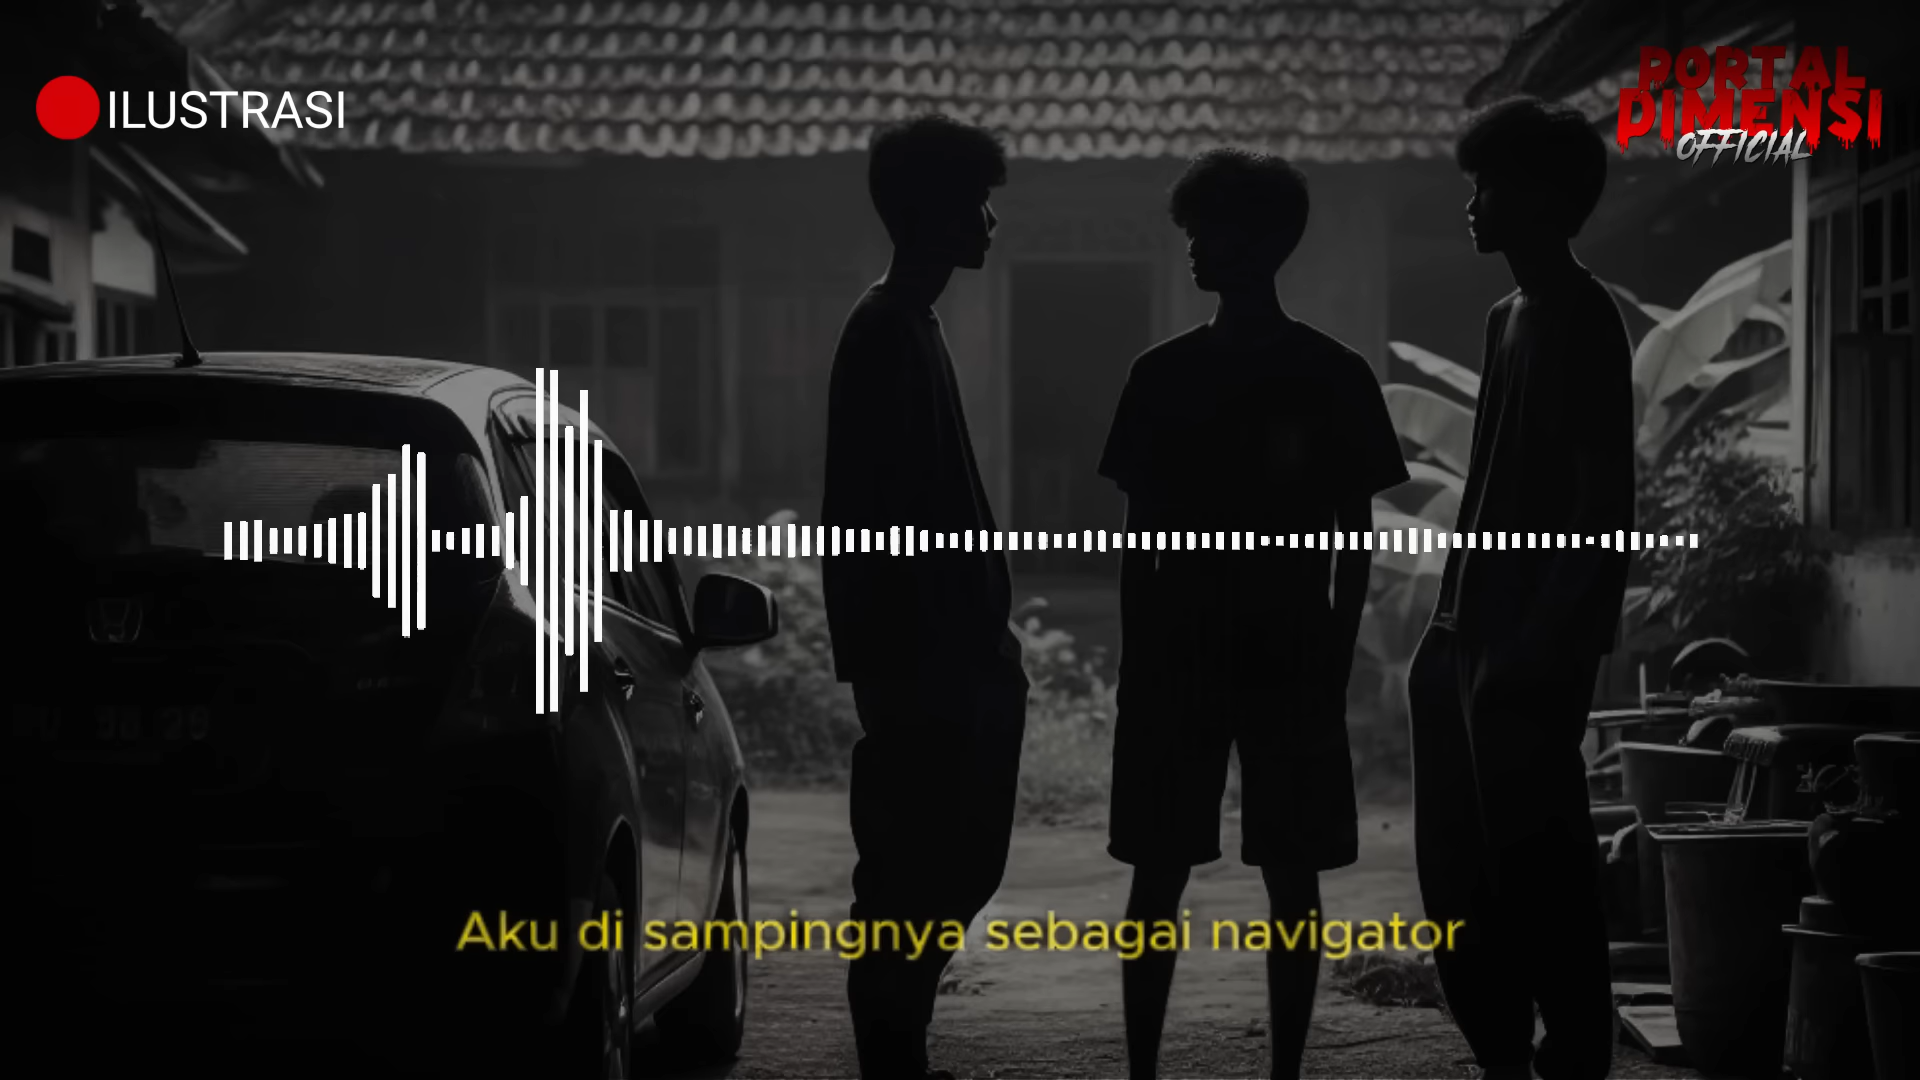 ILUSTRASI
PORTAL
DIMENSI
OFFICIAL
Aku di sampingnya sebagai navigator